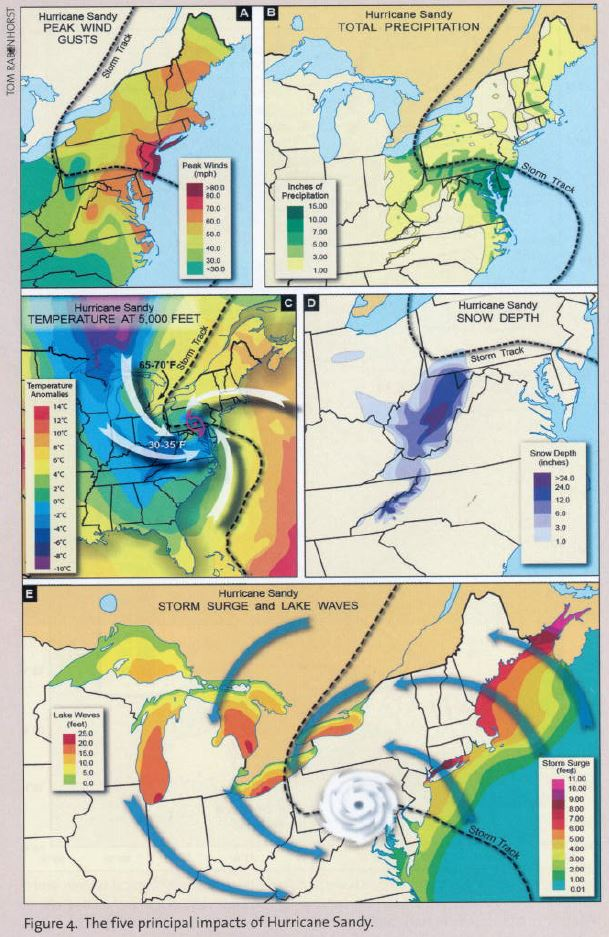 TOM RABENHORST
Hurricane Sandy
PEAK WIND
GUSTS
A
Storm Track
Peak Winds
(mph)
>80.0
80.0
70.0
60.0
50.0
40.0
30.0
<30.0
B
Hurricane Sandy
TOTAL PRECIPITATION
Storm Track
Inches of
Precipitation
15.00
10.00
7.00
5.00
3.00
1.00
Hurricane Sandy
TEMPERATURE AT 5,000 FEET
C
Storm Track
65-70°F
30-35°F
Temperature
Anomalies
14°C
12°C
10°C
8°C
6°C
4°C
2°C
0°C
-2°C
-4°C
-6°C
-8°C
-10°C
D
Hurricane Sandy
SNOW DEPTH
Storm Track
Snow Depth
(inches)
>24.0
24.0
12.0
6.0
3.0
1.0
E
Hurricane Sandy
STORM SURGE and LAKE WAVES
Lake Waves
(feet)
25.0
20.0
15.0
10.0
5.0
0.0
Storm Track
Storm Surge
(feet)
11.00
10.00
9.00
8.00
7.00
6.00
5.00
4.00
3.00
2.00
1.00
0.01
Figure 4. The five principal impacts of Hurricane Sandy.